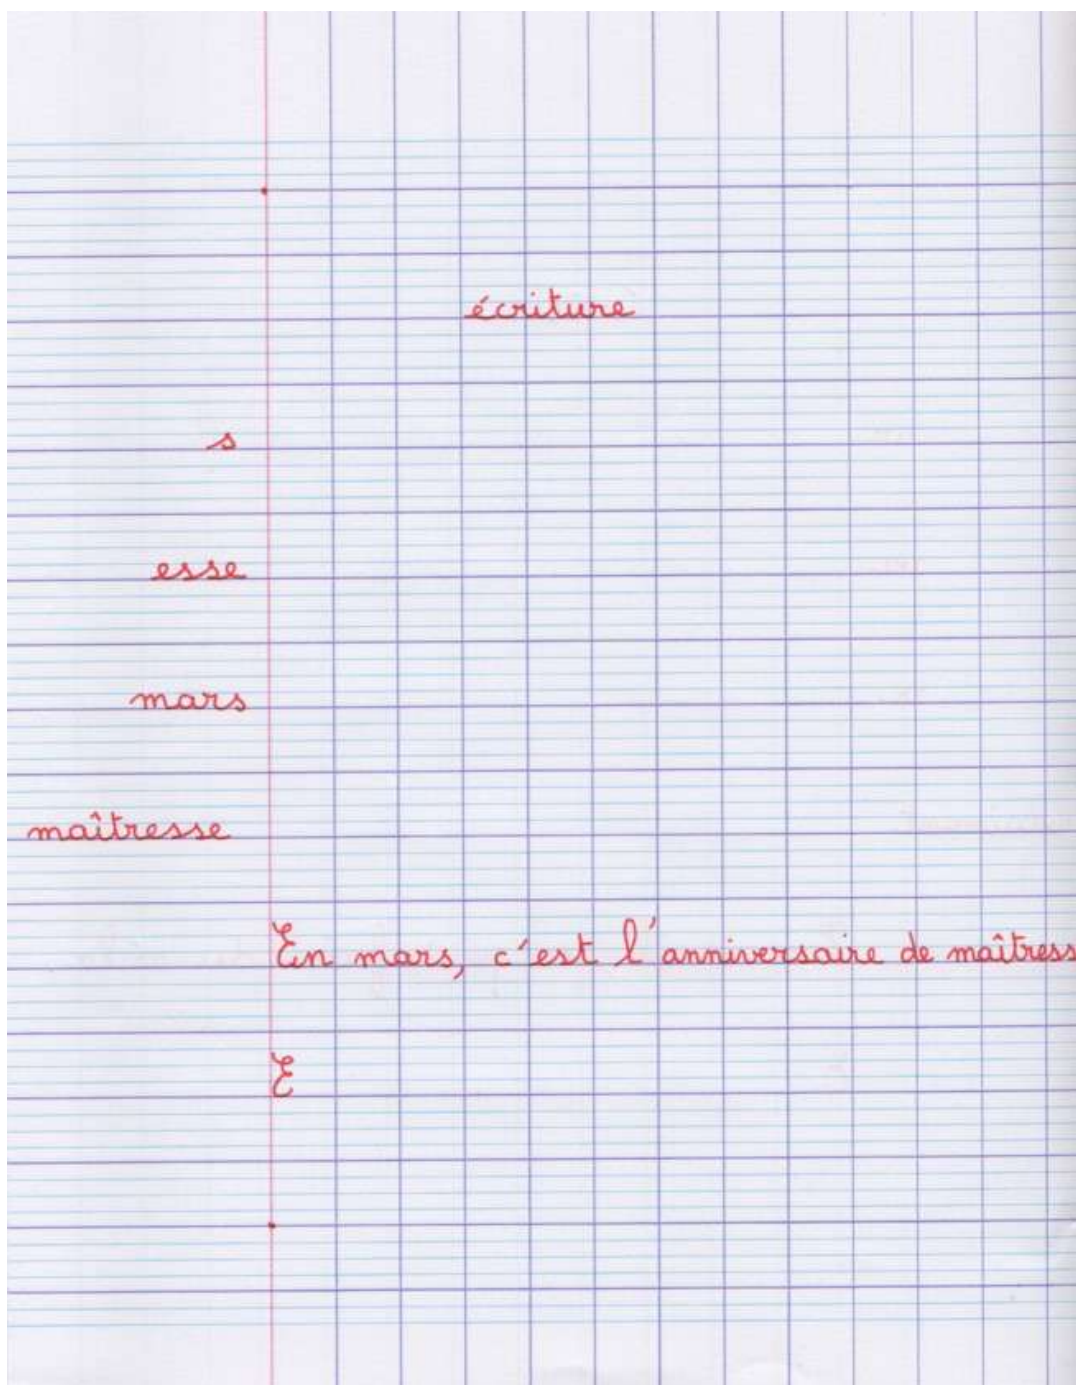 écriture
s
esse
mars
maîtresse
En mars, c'est l'anniversaire de maîtress
E